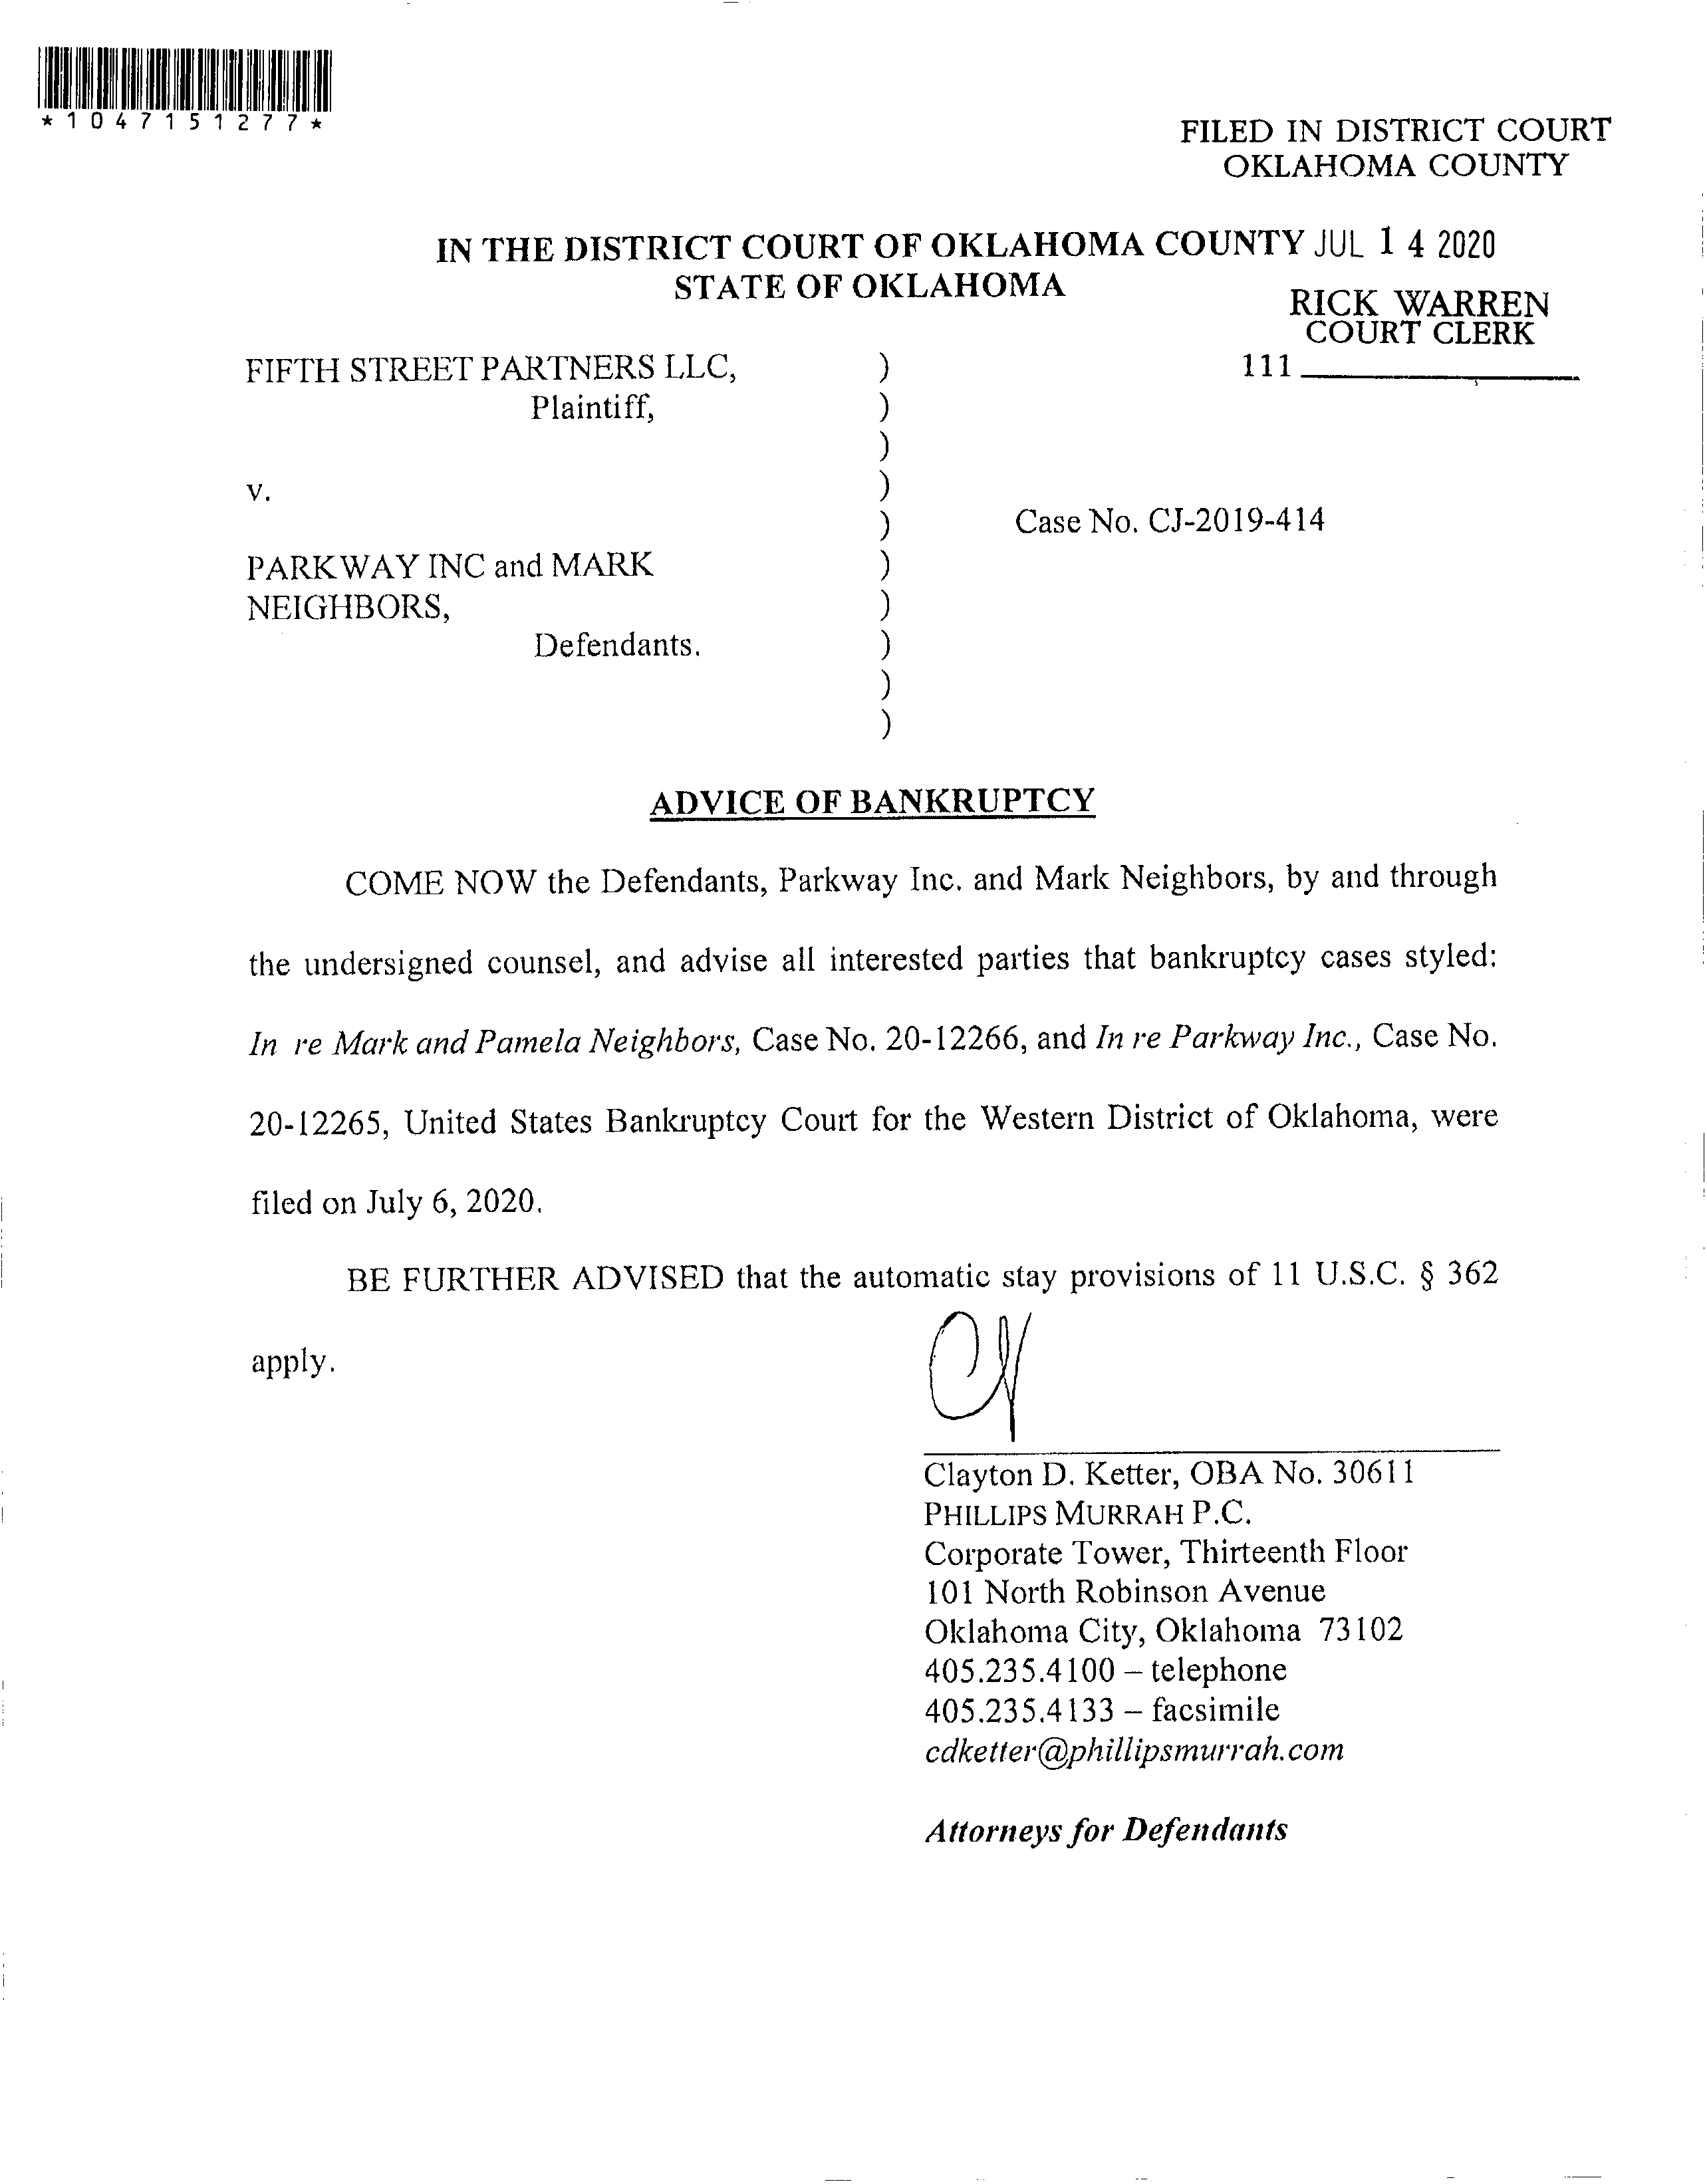 *1047151277*
FILED IN DISTRICT COURT
OKLAHOMA COUNTY
IN THE DISTRICT COURT OF OKLAHOMA COUNTY JUL 14 2020
STATE OF OKLAHOMA
RICK WARREN
COURT CLERK
FIFTH STREET PARTNERS LLC, )
111
Plaintiff, )
)
v. )
) Case No. CJ-2019-414
PARKWAY INC and MARK )
NEIGHBORS, )
Defendants. )
)
)
ADVICE OF BANKRUPTCY
COME NOW the Defendants, Parkway Inc. and Mark Neighbors, by and through
the undersigned counsel, and advise all interested parties that bankruptcy cases styled:
In re Mark and Pamela Neighbors, Case No. 20-12266, and In re Parkway Inc., Case No.
20-12265, United States Bankruptcy Court for the Western District of Oklahoma, were
filed on July 6, 2020.
BE FURTHER ADVISED that the automatic stay provisions of 11 U.S.C. § 362
apply.
Clayton D. Ketter, OBA No. 30611
PHILLIPS MURRAH P.C.
Corporate Tower, Thirteenth Floor
101 North Robinson Avenue
Oklahoma City, Oklahoma 73102
405.235.4100 – telephone
405.235.4133 – facsimile
cdketter@phillipsmurrah.com
Attorneys for Defendants